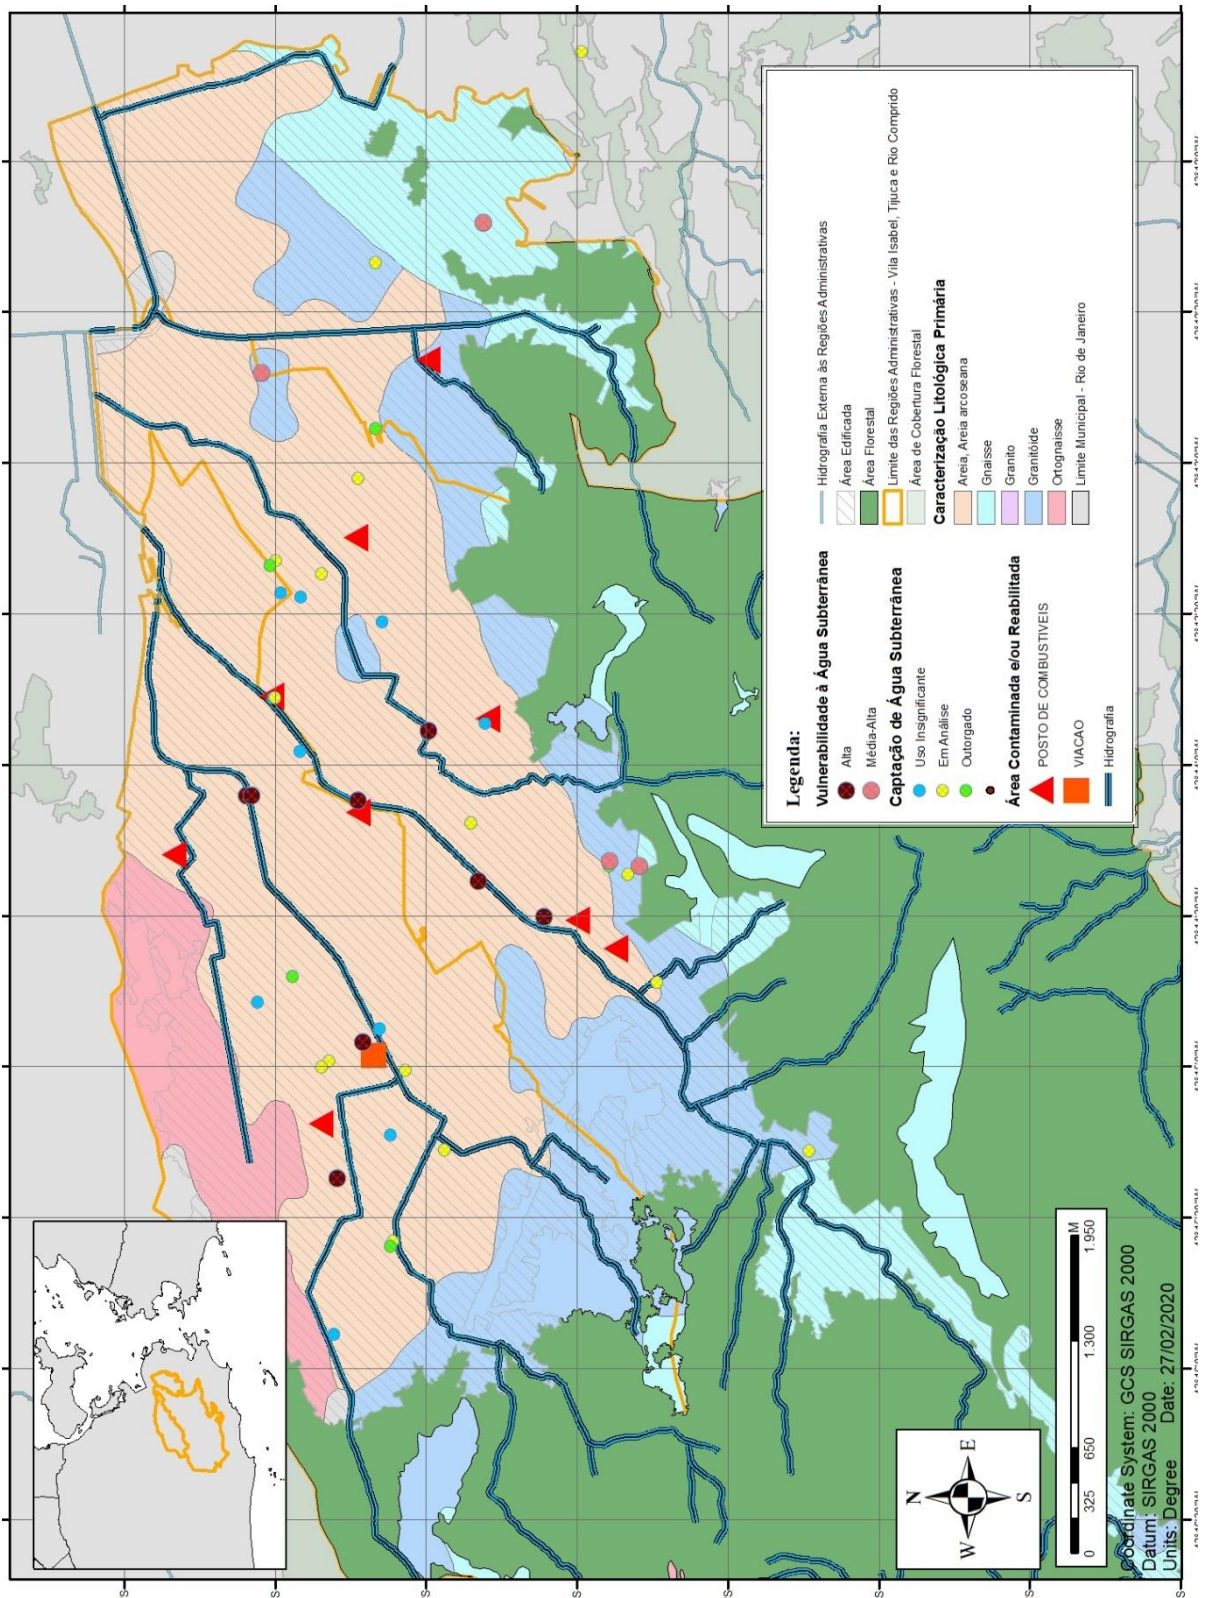 Legenda:
Vulnerabilidade à Água Subterrânea
Alta
Média-Alta
Captação de Água Subterrânea
Uso Insignificante
Em Análise
Outorgado
Área Contaminada e/ou Reabilitada
POSTO DE COMBUSTIVEIS
VIACAO
Hidrografia
Hidrografia Externa às Regiões Administrativas
Área Edificada
Área Florestal
Limite das Regiões Administrativas - Vila Isabel, Tijuca e Rio Comprido
Área de Cobertura Florestal
Caracterização Litológica Primária
Areia, Areia arcoseana
Gnaisse
Granito
Granitóide
Ortognaisse
Limite Municipal - Rio de Janeiro
N
W
E
S
0 325 650 1.300 1.950
M
Coordinate System: GCS SIRGAS 2000
Datum: SIRGAS 2000
Units: Degree Date: 27/02/2020